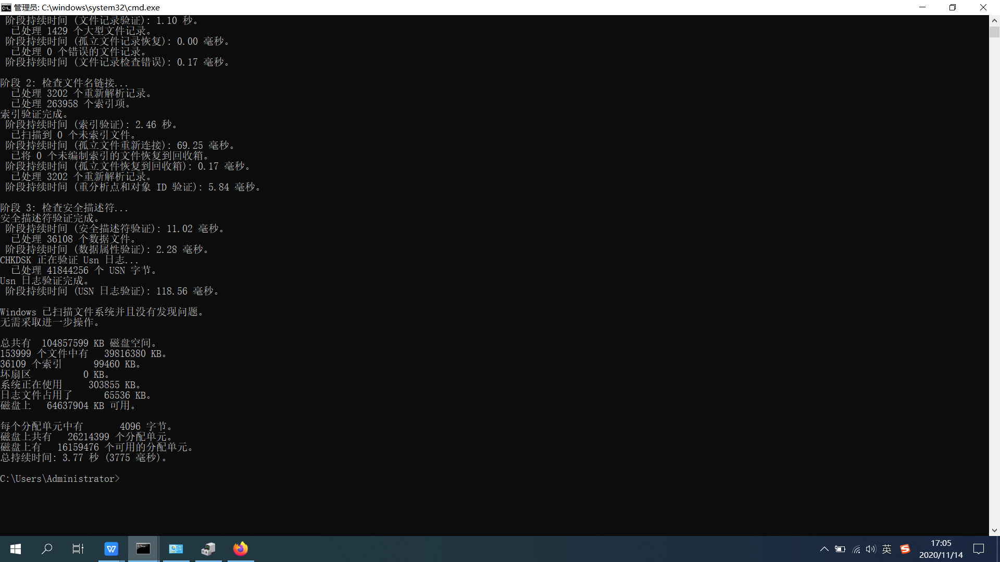 管理员: C:\windows\system32\cmd.exe
阶段持续时间 (文件记录验证): 1.10 秒。
已处理 1429 个大型文件记录。
阶段持续时间 (孤立文件记录恢复): 0.00 毫秒。
已处理 0 个错误的文件记录。
阶段持续时间 (文件记录检查错误): 0.17 毫秒。
阶段 2: 检查文件名链接...
已处理 3202 个重新解析记录。
已处理 263958 个索引项。
索引验证完成。
阶段持续时间 (索引验证): 2.46 秒。
已扫描到 0 个未索引文件。
阶段持续时间 (孤立文件重新连接): 69.25 毫秒。
已将 0 个未编制索引的文件恢复到回收箱。
阶段持续时间 (孤立文件恢复到回收箱): 0.17 毫秒。
已处理 3202 个重新解析记录。
阶段持续时间 (重分析点和对象 ID 验证): 5.84 毫秒。
阶段 3: 检查安全描述符...
安全描述符验证完成。
阶段持续时间 (安全描述符验证): 11.02 毫秒。
已处理 36108 个数据文件。
阶段持续时间 (数据属性验证): 2.28 毫秒。
CHKDSK 正在验证 Usn 日志...
已处理 41844256 个 USN 字节。
Usn 日志验证完成。
阶段持续时间 (USN 日志验证): 118.56 毫秒。
Windows 已扫描文件系统并且没有发现问题。
无需采取进一步操作。
总共有  104857599 KB 磁盘空间。
153999 个文件中有   39816380 KB。
36109 个索引      99460 KB。
坏扇区          0 KB。
系统正在使用     303855 KB。
日志文件占用了      65536 KB。
磁盘上   64637904 KB 可用。
每个分配单元中有       4096 字节。
磁盘上共有   26214399 个分配单元。
磁盘上有   16159476 个可用的分配单元。
总持续时间: 3.77 秒 (3775 毫秒)。
C:\Users\Administrator>
英
17:05
2020/11/14